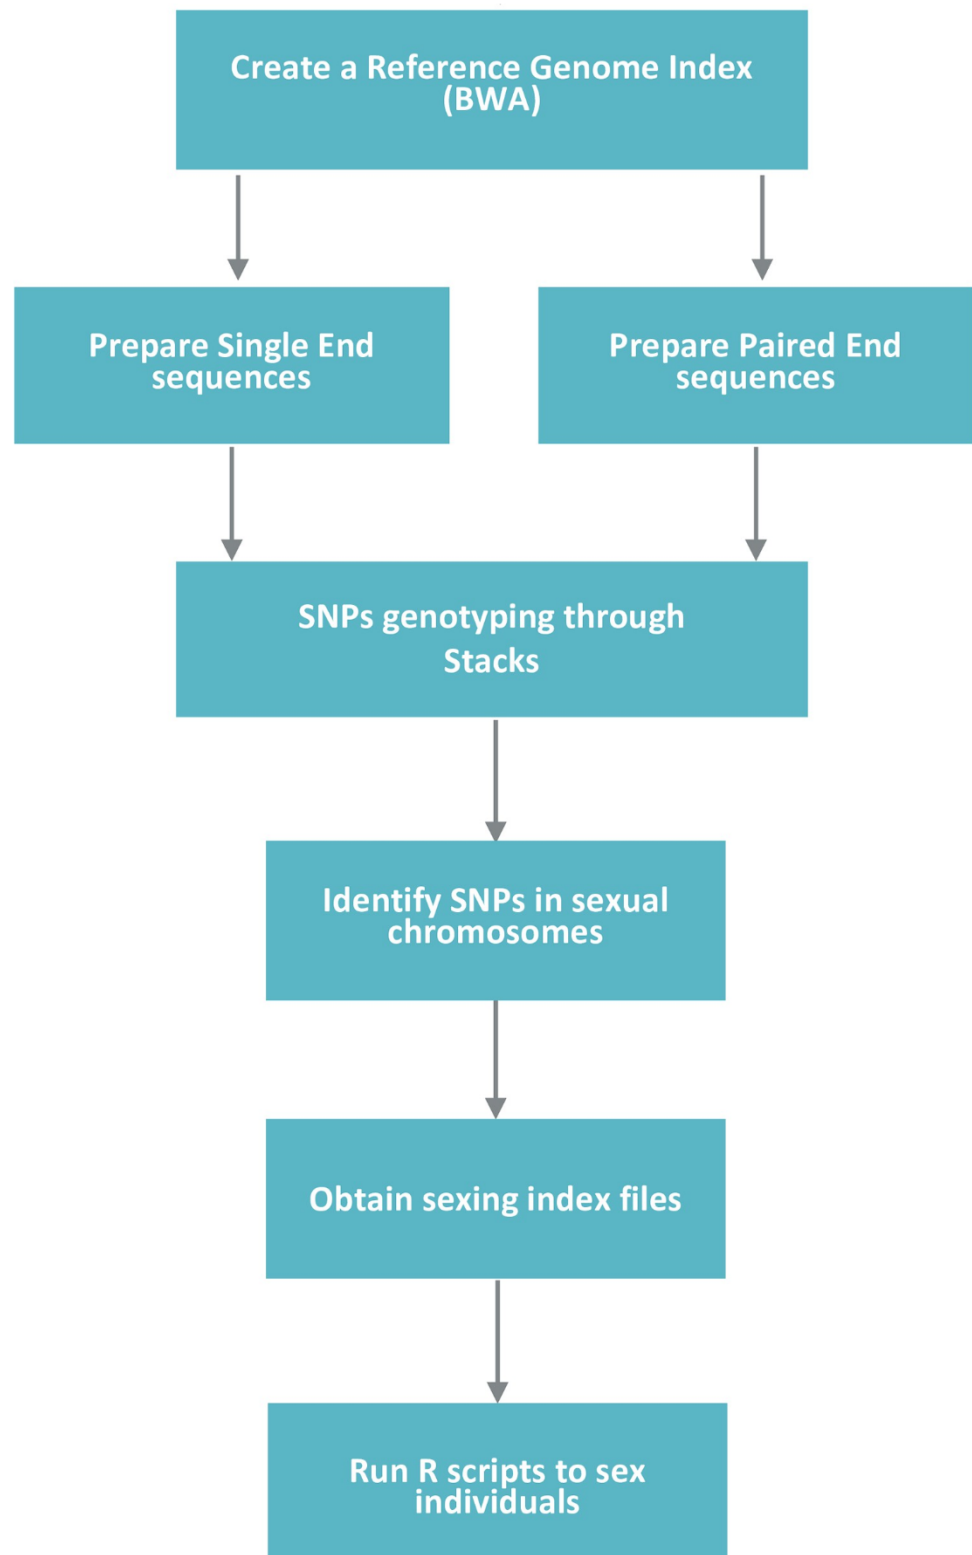 Create a Reference Genome Index
(BWA)
Prepare Single End
sequences
Prepare Paired End
sequences
SNPs genotyping through
Stacks
Identify SNPs in sexual
chromosomes
Obtain sexing index files
Run R scripts to sex
individuals